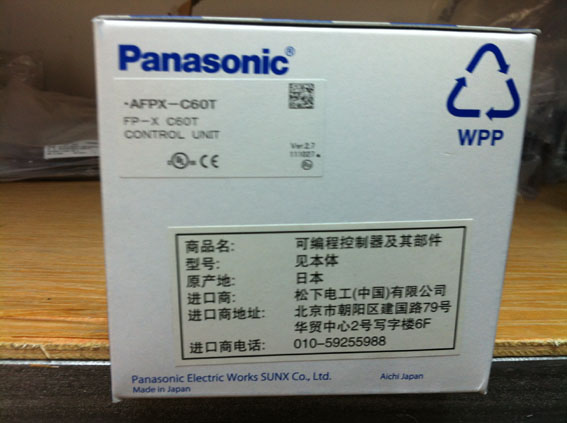 Panasonic®
•AFPX-C60T
FP-X C60T
CONTROL UNIT
Ver.2.7
WPP
商品名: 可编程控制器及其部件
型号: 见本体
原产地: 日本
进口商: 松下电工(中国)有限公司
进口商地址: 北京市朝阳区建国路79号
华贸中心2号写字楼6F
进口商电话: 010-59255988
Panasonic Electric Works SUNX Co., Ltd. Aichi Japan
Made in Japan